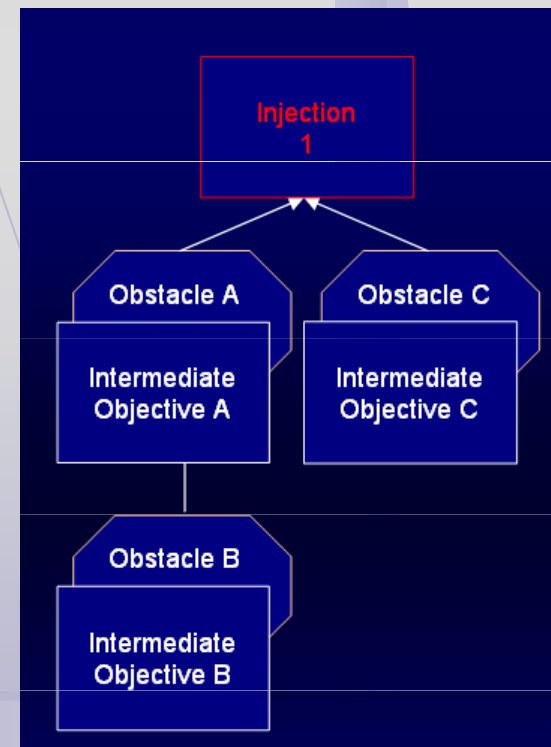 Injection
1
Obstacle A
Intermediate
Objective A
Obstacle C
Intermediate
Objective C
Obstacle B
Intermediate
Objective B